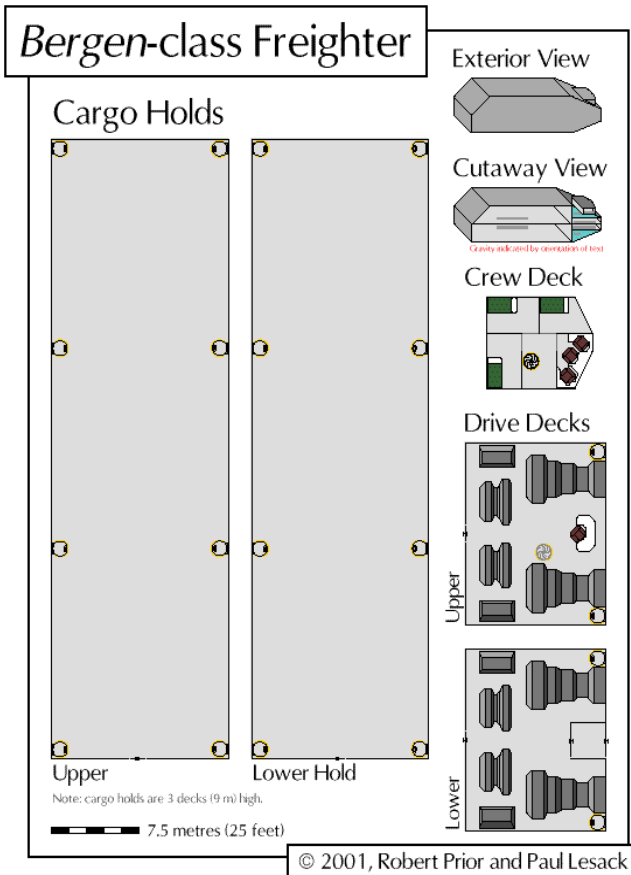 Bergen-class Freighter
Exterior View
Cargo Holds
Cutaway View
Gravity indicated by orientation of text
Crew Deck
Drive Decks
Upper
Lower
Upper
Lower Hold
Note: cargo holds are 3 decks (9 m) high.
7.5 metres (25 feet)
© 2001, Robert Prior and Paul Lesack